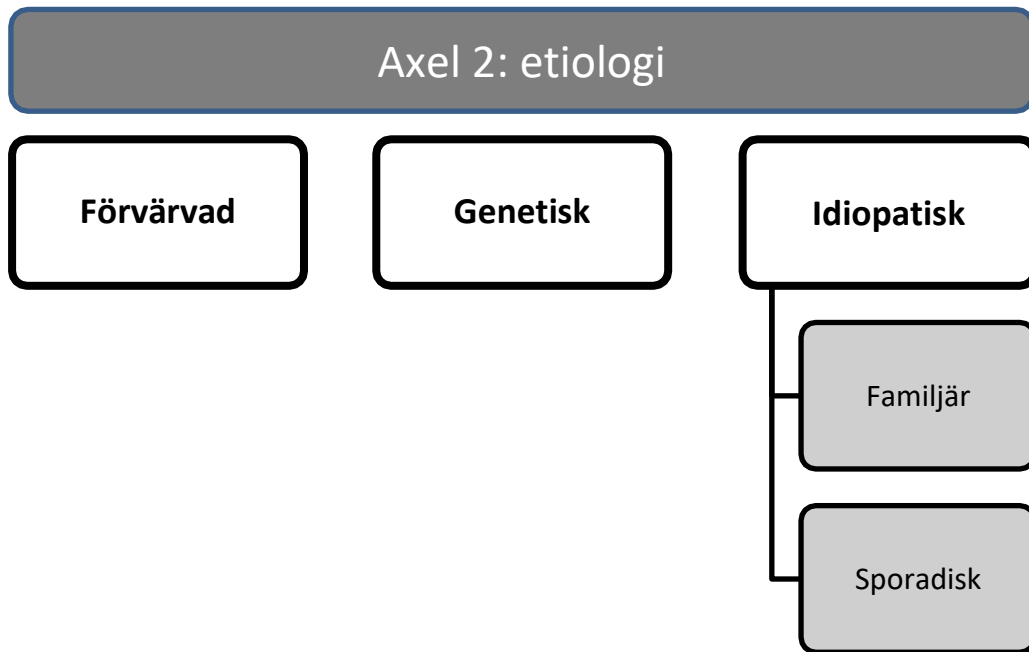 Axel 2: etiologi
Förvärvad
Genetisk
Idiopatisk
Familjär
Sporadisk